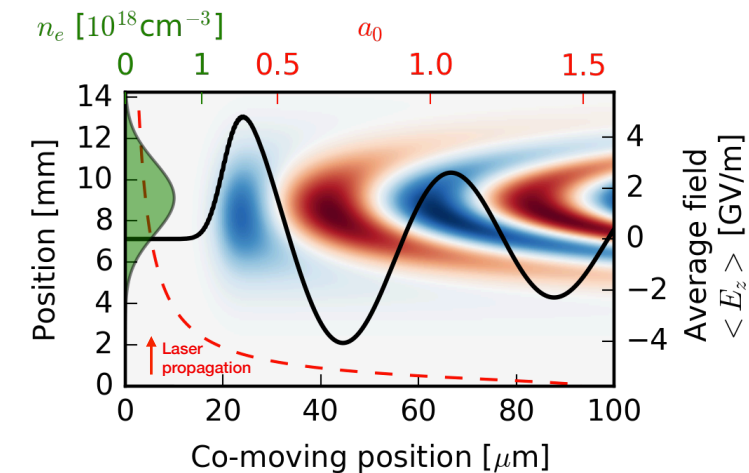 n_e [10^{18}cm^{-3}] a_0
0 1 0.5 1.0 1.5
14
12
10
8
6
4
2
0
Position [mm]
4
2
0
−2
−4
Average field
< E_z > [GV/m]
Laser
propagation
0 20 40 60 80 100
Co-moving position [μm]